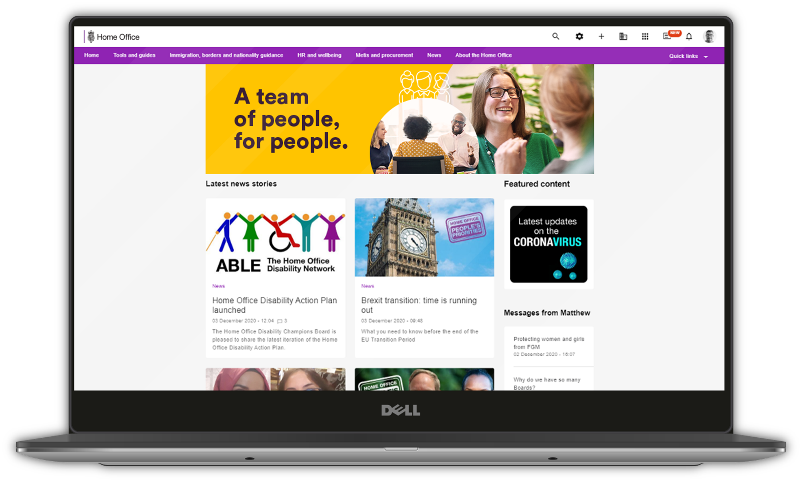 Home Office
NEW
Home Tools and guides Immigration, borders and nationality guidance HR and wellbeing Metis and procurement News About the Home Office Quick links
A team
of people,
for people.
Latest news stories
Featured content
ABLE The Home Office
Disability Network
HOME OFFICE
PEOPLE'S
PRIORITIES
Latest updates
on the
CORONAVIRUS
News
Home Office Disability Action Plan
launched
03 December 2020 - 12:04 3
The Home Office Disability Champions Board is
pleased to share the latest iteration of the Home
Office Disability Action Plan.
News
Brexit transition: time is running
out
03 December 2020 - 09:45
What you need to know before the end of the
EU Transition Period
Messages from Matthew
Protecting women and girls
from FGM
02 December 2020 - 16:07
Why do we have so many
Boards?
HOME OFFICE
DELL